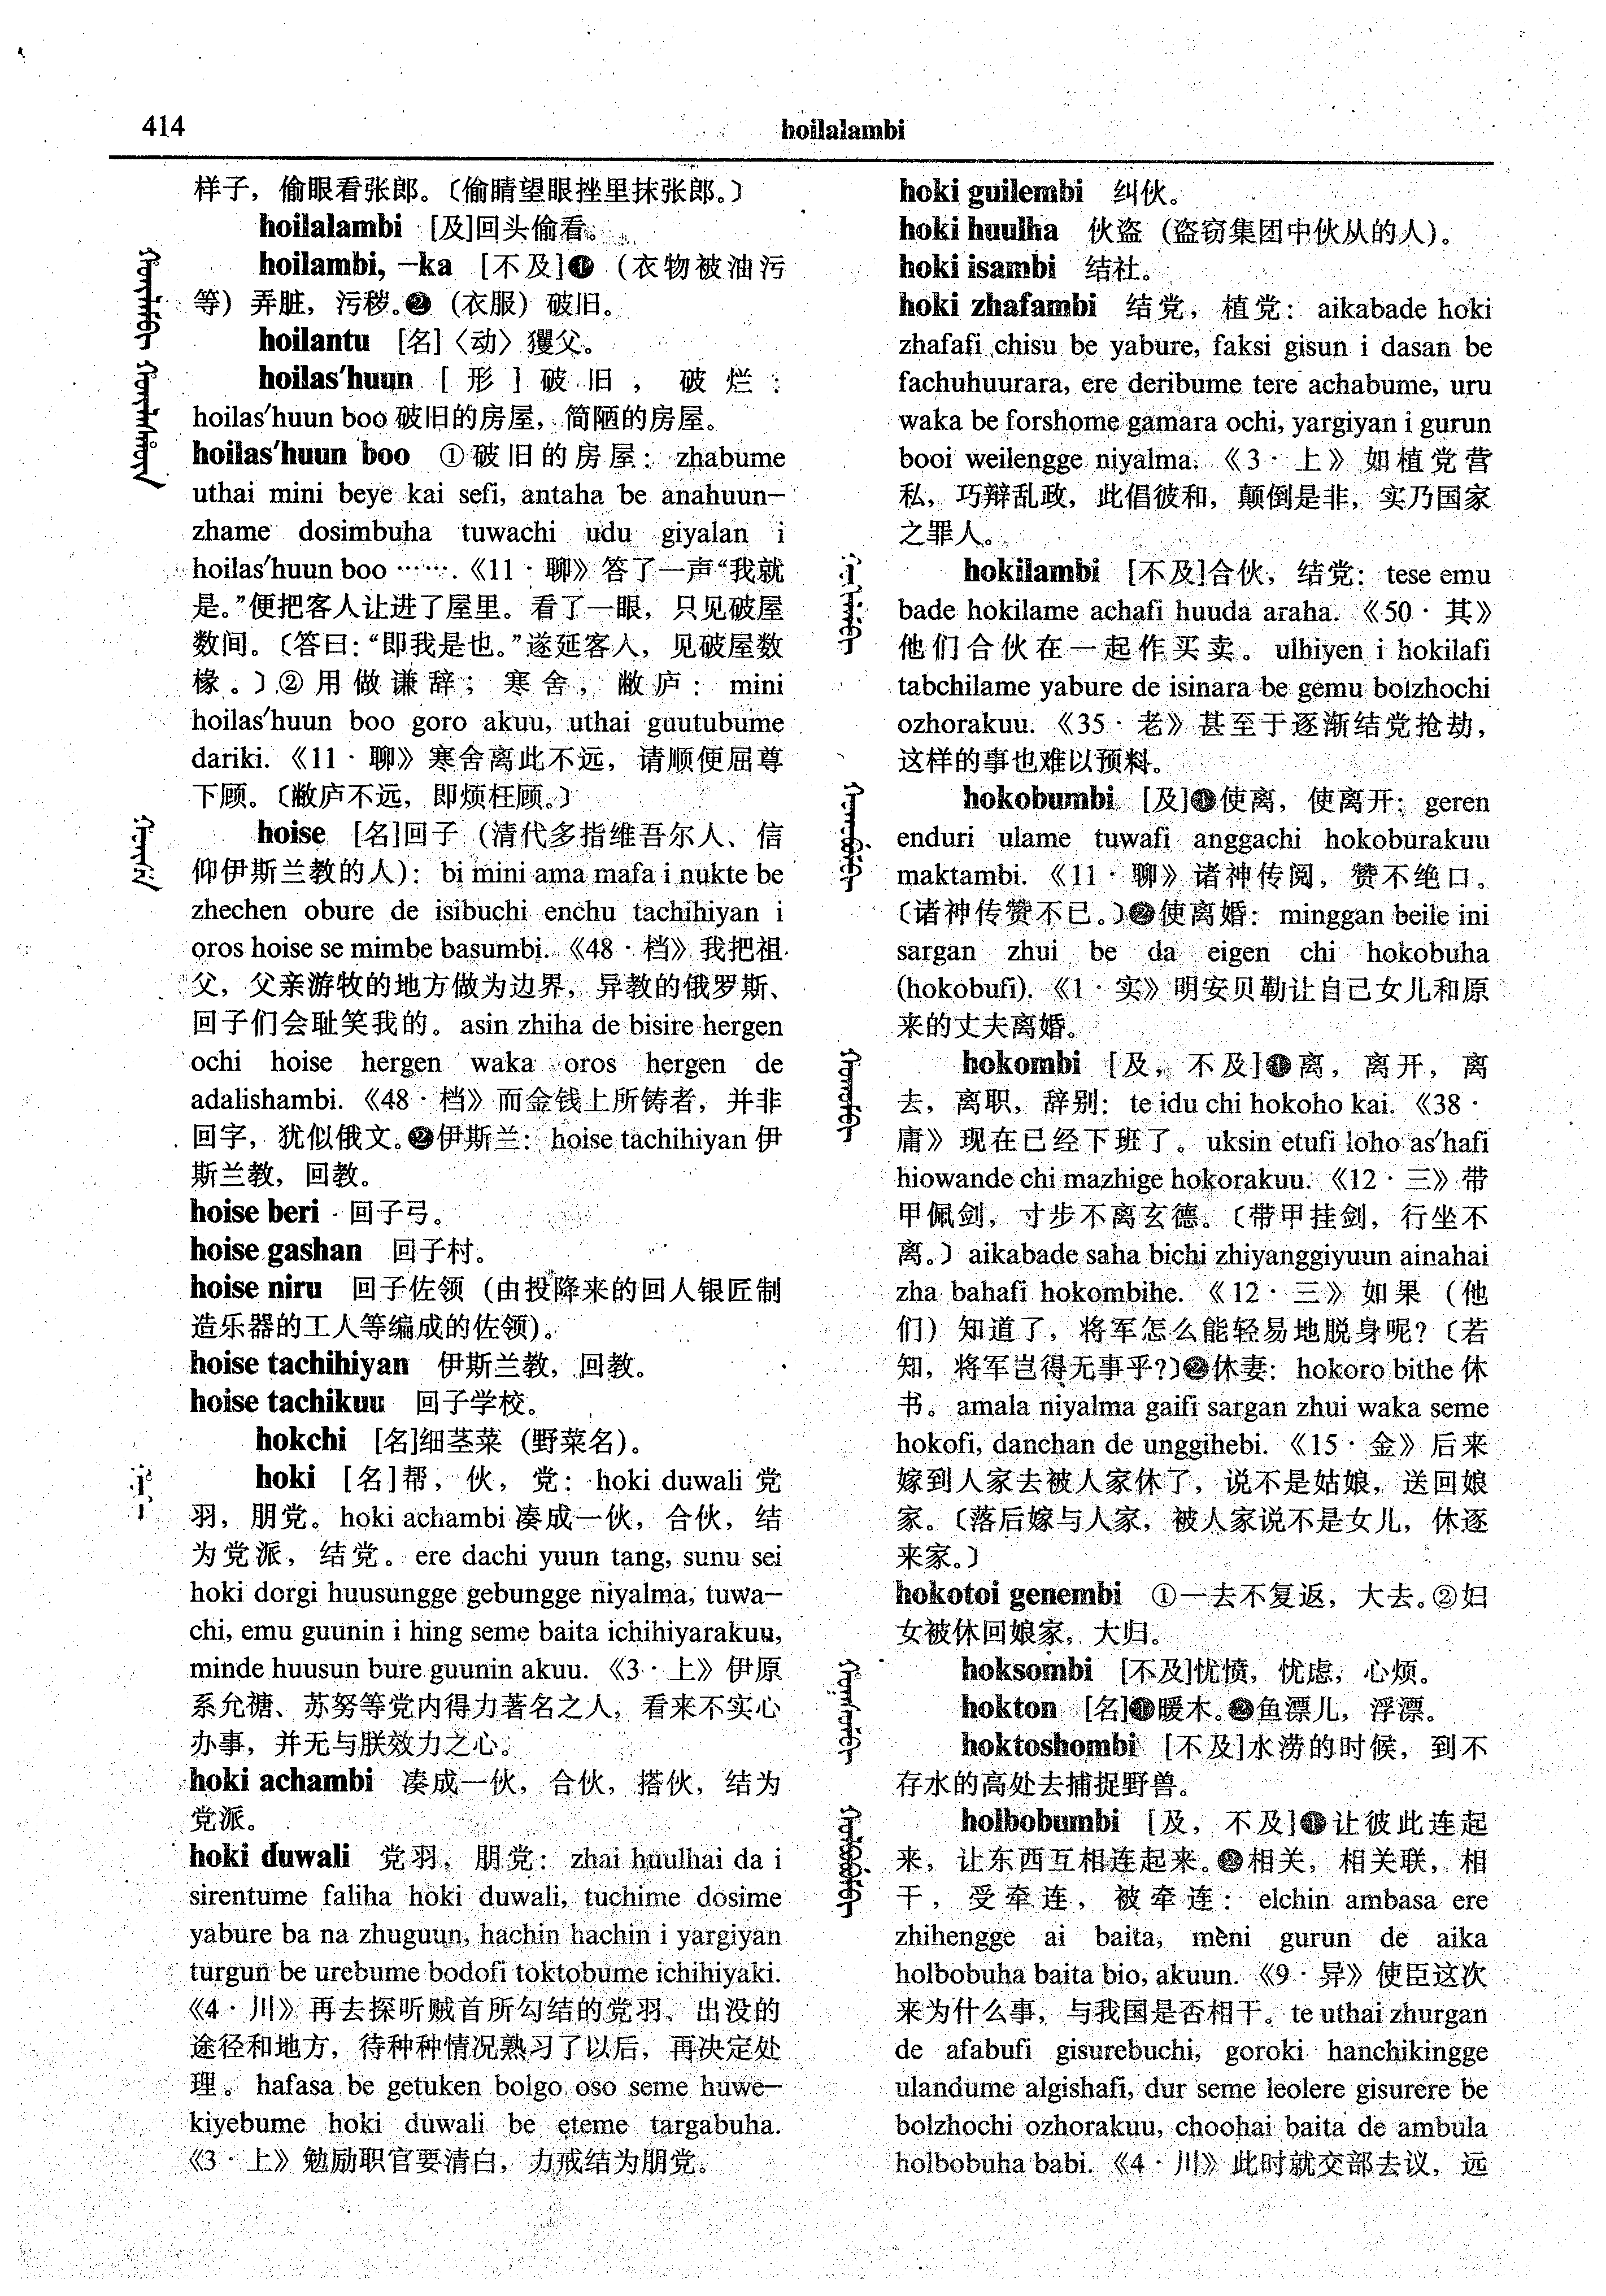 414
hoilalambi
样子，偷眼看张郎。〔偷睛望眼挫里抹张郎。〕
hoilalambi [及]回头偷看。
hoilambi, -ka [不及]❶（衣物被油污
等）弄脏，污秽。❷（衣服）破旧。
hoilantu [名]〈动〉玃父。
hoilas'huun [形]破旧，破烂：
hoilas'huun boo 破旧的房屋，简陋的房屋。
hoilas'huun boo ①破旧的房屋：zhabume
uthai mini beye kai sefi, antaha be anahuun-
zhame dosimbuha tuwachi udu giyalan i
hoilas'huun boo …….《11·聊》答了一声“我就
是。”便把客人让进了屋里。看了一眼，只见破屋
数间。〔答曰：“即我是也。”遂延客入，见破屋数
椽。〕②用做谦辞；寒舍，敝庐：mini
hoilas'huun boo goro akuu, uthai guutubume
dariki.《11·聊》寒舍离此不远，请顺便屈尊
下顾。〔敝庐不远，即烦枉顾。〕
hoise [名]回子（清代多指维吾尔人、信
仰伊斯兰教的人）：bi mini ama mafa i nukte be
zhechen obure de isibuchi enchu tachihiyan i
oros hoise se mimbe basumbi.《48·档》我把祖
父，父亲游牧的地方做为边界，异教的俄罗斯、
回子们会耻笑我的。asin zhiha de bisire hergen
ochi hoise hergen waka oros hergen de
adalishambi.《48·档》而金钱上所铸者，并非
回字，犹似俄文。❷伊斯兰：hoise tachihiyan 伊
斯兰教，回教。
hoise beri 回子弓。
hoise gashan 回子村。
hoise niru 回子佐领（由投降来的回人银匠制
造乐器的工人等编成的佐领）。
hoise tachihiyan 伊斯兰教，回教。
hoise tachikuu 回子学校。
hokchi [名]细茎菜（野菜名）。
hoki [名]帮，伙，党：hoki duwali 党
羽，朋党。hoki achambi 凑成一伙，合伙，结
为党派，结党。ere dachi yuun tang, sunu sei
hoki dorgi huusungge gebungge niyalma, tuwa-
chi, emu guunin i hing seme baita ichihiyarakuu,
minde huusun bure guunin akuu.《3·上》伊原
系允禟、苏努等党内得力著名之人，看来不实心
办事，并无与朕效力之心。
hoki achambi 凑成一伙，合伙，搭伙，结为
党派。
hoki duwali 党羽，朋党：zhai huulhai da i
sirentume faliha hoki duwali, tuchime dosime
yabure ba na zhuguun, hachin hachin i yargiyan
turgun be urebume bodofi toktobume ichihiyaki.
《4·川》再去探听贼首所勾结的党羽、出没的
途径和地方，待种种情况熟习了以后，再决定处
理。hafasa be getuken bolgo oso seme huwe-
kiyebume hoki duwali be eteme targabuha.
《3·上》勉励职官要清白，力戒结为朋党。
hoki guilembi 纠伙。
hoki huulha 伙盗（盗窃集团中伙从的人）。
hoki isambi 结社。
hoki zhafambi 结党，植党：aikabade hoki
zhafafi chisu be yabure, faksi gisun i dasan be
fachuhuurara, ere deribume tere achabume, uru
waka be forshome gamara ochi, yargiyan i gurun
booi weilengge niyalma.《3·上》如植党营
私，巧辩乱政，此倡彼和，颠倒是非，实乃国家
之罪人。
hokilambi [不及]合伙，结党：tese emu
bade hokilame achafi huuda araha.《50·其》
他们合伙在一起作买卖。ulhiyen i hokilafi
tabchilame yabure de isinara be gemu bolzhochi
ozhorakuu.《35·老》甚至于逐渐结党抢劫，
这样的事也难以预料。
hokobumbi [及]❶使离，使离开：geren
enduri ulame tuwafi anggachi hokoburakuu
maktambi.《11·聊》诸神传阅，赞不绝口。
〔诸神传赞不已。〕❷使离婚：minggan beile ini
sargan zhui be da eigen chi hokobuha
(hokobufi).《1·实》明安贝勒让自己女儿和原
来的丈夫离婚。
hokombi [及，不及]❶离，离开，离
去，离职，辞别：te idu chi hokoho kai.《38·
庸》现在已经下班了。uksin etufi loho as'hafi
hiowande chi mazhige hokorakuu.《12·三》带
甲佩剑，寸步不离玄德。〔带甲挂剑，行坐不
离。〕aikabade saha bichi zhiyanggiyuun ainahai
zha bahafi hokombihe.《12·三》如果（他
们）知道了，将军怎么能轻易地脱身呢？〔若
知，将军岂得无事乎？〕❷休妻：hokoro bithe 休
书。amala niyalma gaifi sargan zhui waka seme
hokofi, danchan de unggihebi.《15·金》后来
嫁到人家去被人家休了，说不是姑娘，送回娘
家。〔落后嫁与人家，被人家说不是女儿，休逐
来家。〕
hokotoi genembi ①一去不复返，大去。②妇
女被休回娘家，大归。
hoksombi [不及]忧愤，忧虑，心烦。
hokton [名]❶暖木。❷鱼漂儿，浮漂。
hoktoshombi [不及]水涝的时候，到不
存水的高处去捕捉野兽。
holbobumbi [及，不及]❶让彼此连起
来，让东西互相连起来。❷相关，相关联，相
干，受牵连，被牵连：elchin ambasa ere
zhihengge ai baita, meni gurun de aika
holbobuha baita bio, akuun.《9·异》使臣这次
来为什么事，与我国是否相干。te uthai zhurgan
de afabufi gisurebuchi, goroki hanchikingge
ulandume algishafi, dur seme leolere gisurere be
bolzhochi ozhorakuu, choohai baita de ambula
holbobuha babi.《4·川》此时就交部去议，远